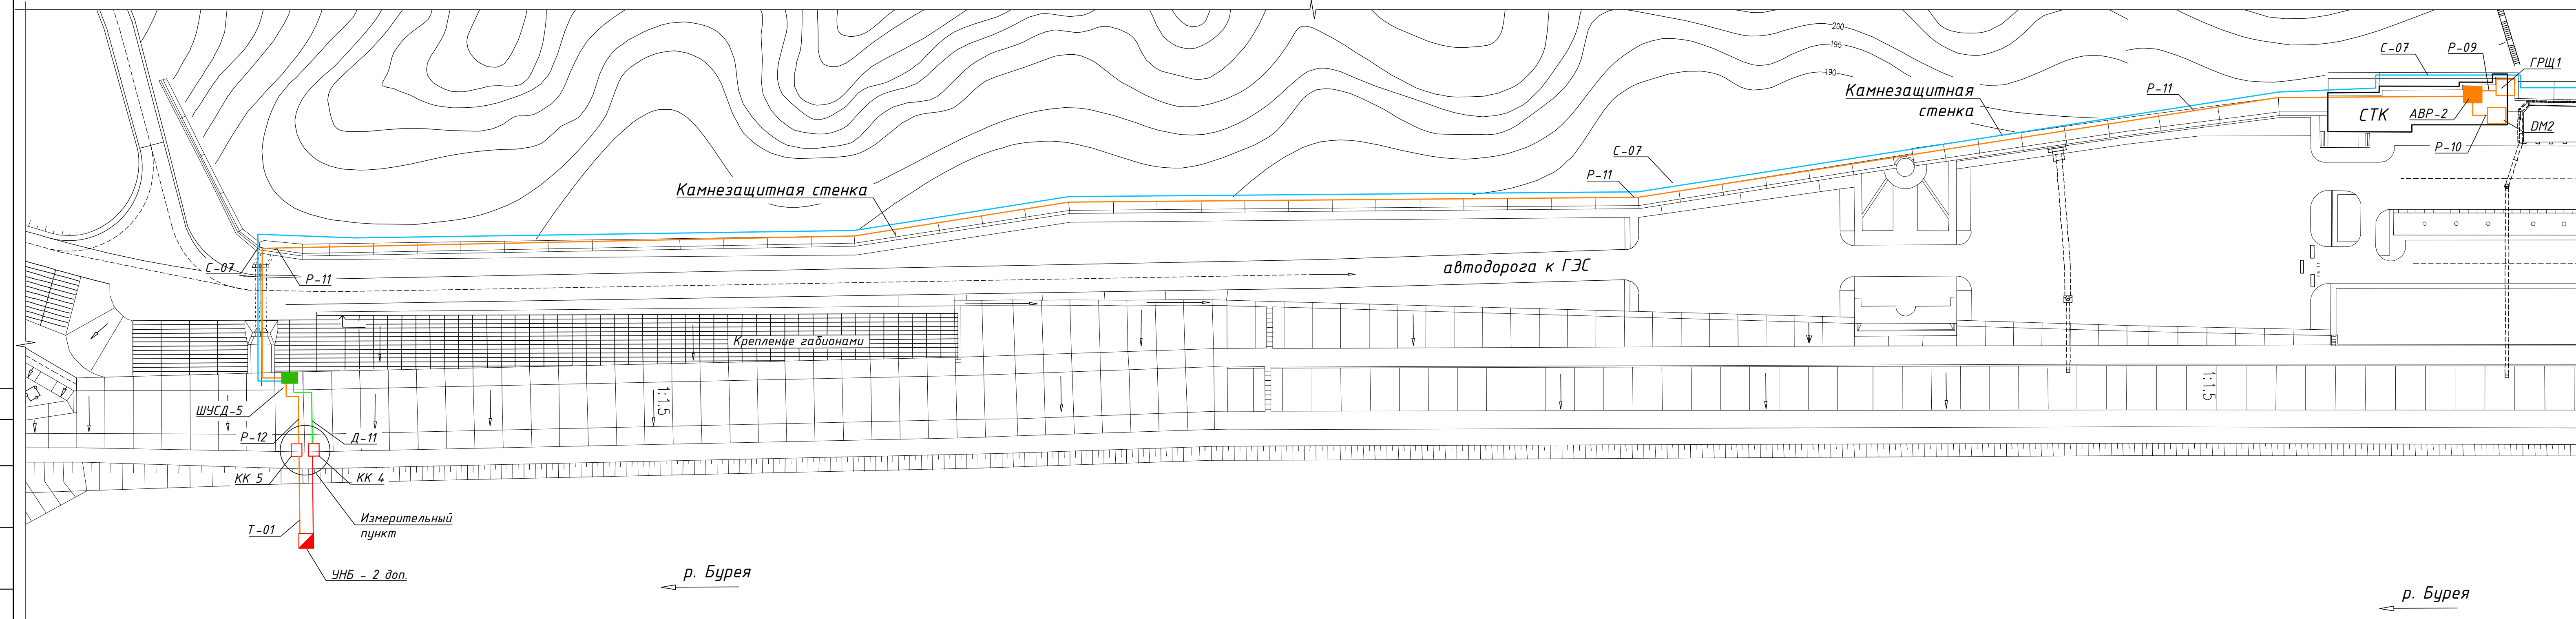 200
195
190
С-07
Р-09
ГРЩ1
Р-11
Камнезащитная
стенка
СТК
АВР-2
DM2
Р-10
С-07
Р-11
Камнезащитная стенка
С-07
Р-11
автодорога к ГЭС
Крепление габионами
1:1.5
1:1.5
ШУСД-5
Р-12
Д-11
КК 5
КК 4
Т-01
Измерительный
пункт
УНБ - 2 доп.
р. Бурея
р. Бурея